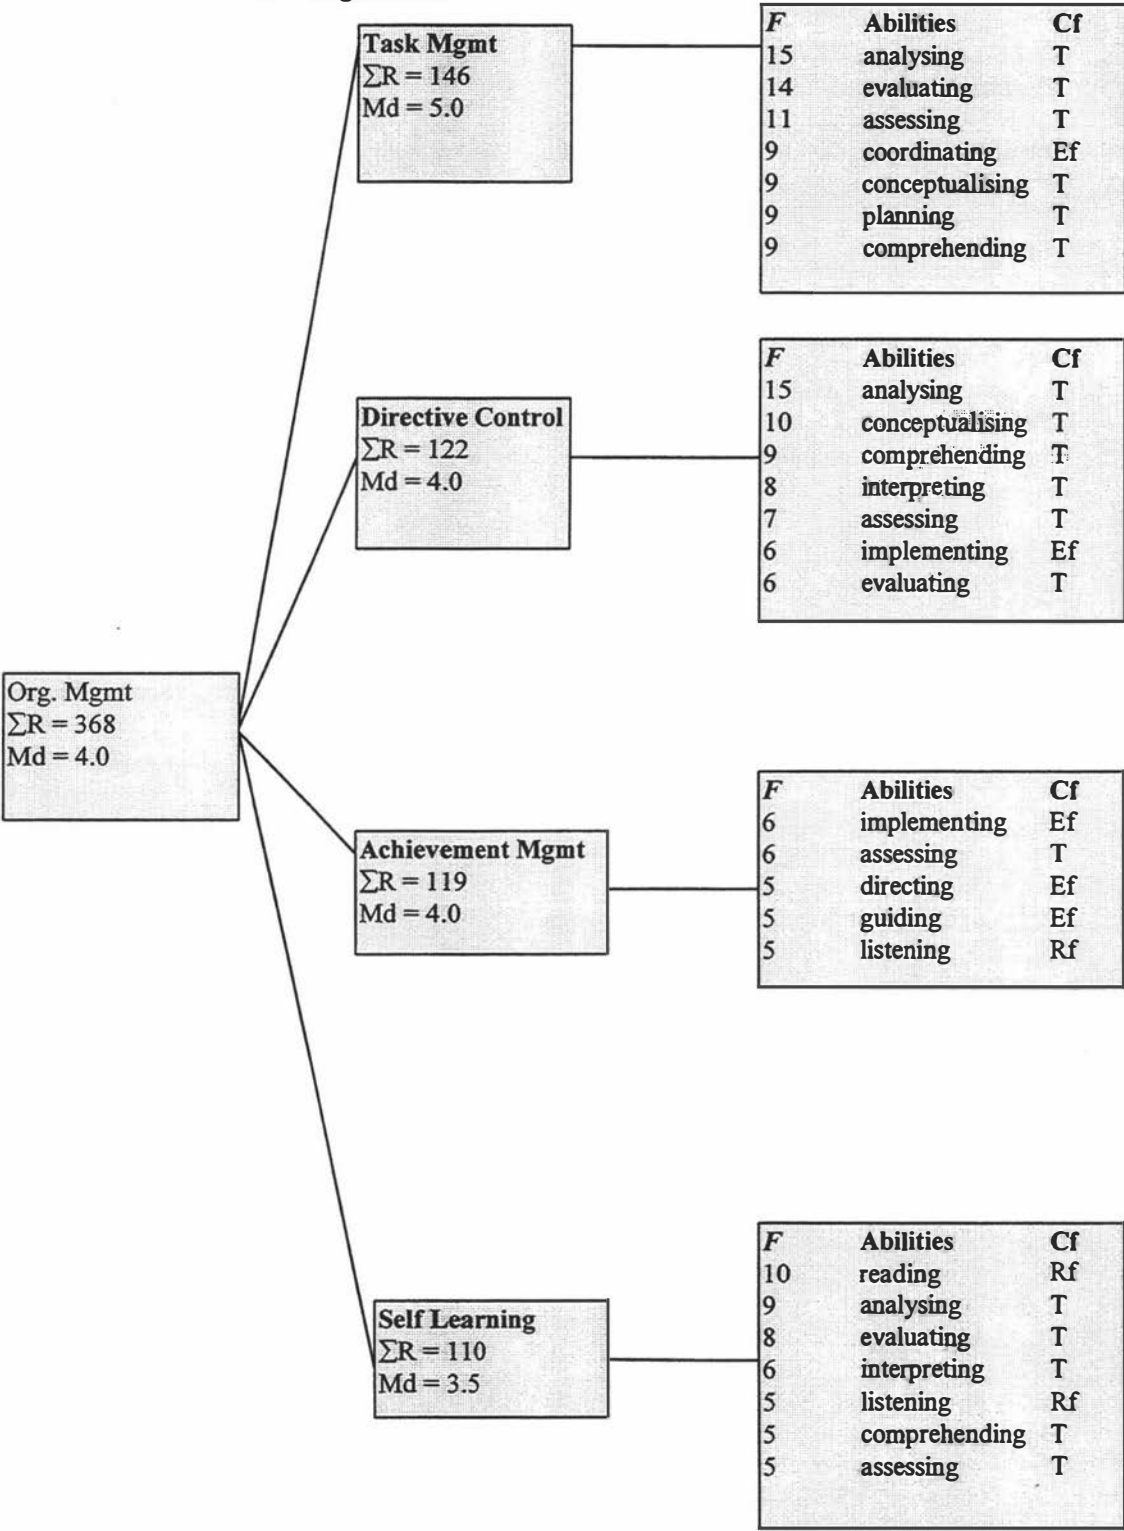 Task Mgmt
∑R = 146
Md = 5.0
F Abilities Cf
15 analysing T
14 evaluating T
11 assessing T
9 coordinating Ef
9 conceptualising T
9 planning T
9 comprehending T
Directive Control
∑R = 122
Md = 4.0
F Abilities Cf
15 analysing T
10 conceptualising T
9 comprehending T
8 interpreting T
7 assessing T
6 implementing Ef
6 evaluating T
Org. Mgmt
∑R = 368
Md = 4.0
Achievement Mgmt
∑R = 119
Md = 4.0
F Abilities Cf
6 implementing Ef
6 assessing T
5 directing Ef
5 guiding Ef
5 listening Rf
Self Learning
∑R = 110
Md = 3.5
F Abilities Cf
10 reading Rf
9 analysing T
8 evaluating T
6 interpreting T
5 listening Rf
5 comprehending T
5 assessing T